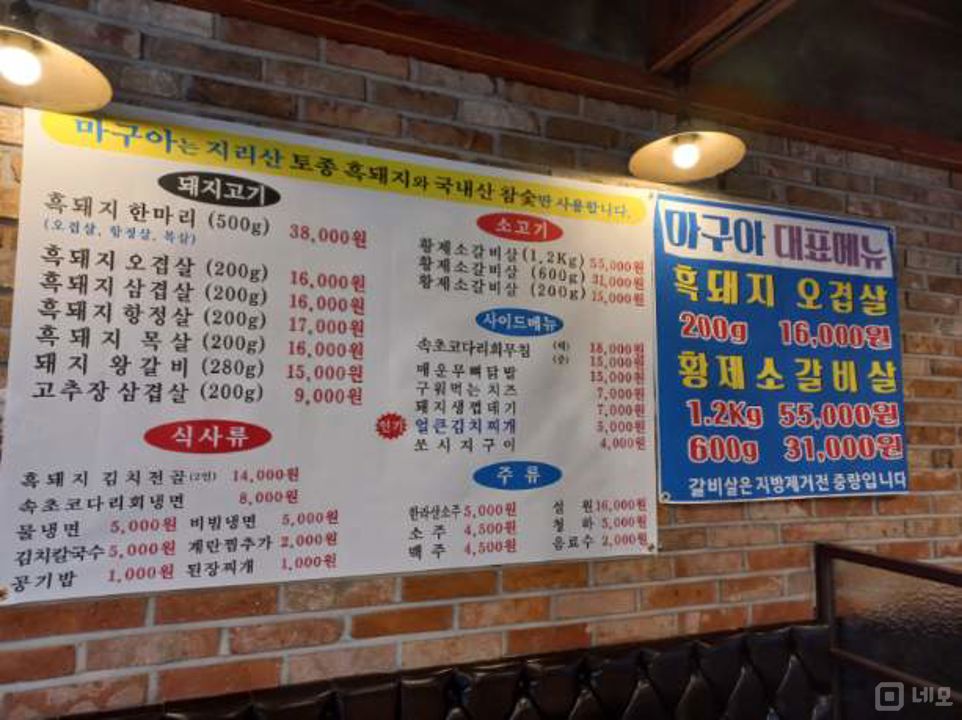 마구아는 지리산 토종 흑돼지와 국내산 참숯만 사용합니다.
돼지고기
흑돼지 한마리 (500g) 38,000원
(오겹살, 항정살, 목살)
흑돼지 오겹살 (200g) 16,000원
흑돼지 삼겹살 (200g) 16,000원
흑돼지 항정살 (200g) 17,000원
흑돼지 목살 (200g) 16,000원
돼지 왕갈비 (280g) 15,000원
고추장삼겹살 (200g) 9,000원
식사류
흑돼지 김치전골(2인) 14,000원
속초코다리회냉면 8,000원
물냉면 5,000원 비빔냉면 5,000원
김치칼국수 5,000원 계란찜추가 2,000원
공기밥 1,000원 된장찌개 1,000원
소고기
황제소갈비살(1.2Kg) 55,000원
황제소갈비살 (600g) 31,000원
황제소갈비살 (200g) 15,000원
사이드메뉴
속초코다리회무침 (대) 18,000원
(중) 15,000원
매운무뼈닭발 15,000원
구워먹는치즈 7,000원
돼지생껍데기 7,000원
인기 얼큰김치찌개 5,000원
쏘시지구이 4,000원
주류
한라산소주 5,000원 설원 16,000원
소주 4,500원 청하 5,000원
맥주 4,500원 음료수 2,000원
마구아 대표메뉴
흑돼지 오겹살
200g 16,000원
황제소갈비살
1.2Kg 55,000원
600g 31,000원
갈비살은 지방제거전 중량입니다
네모